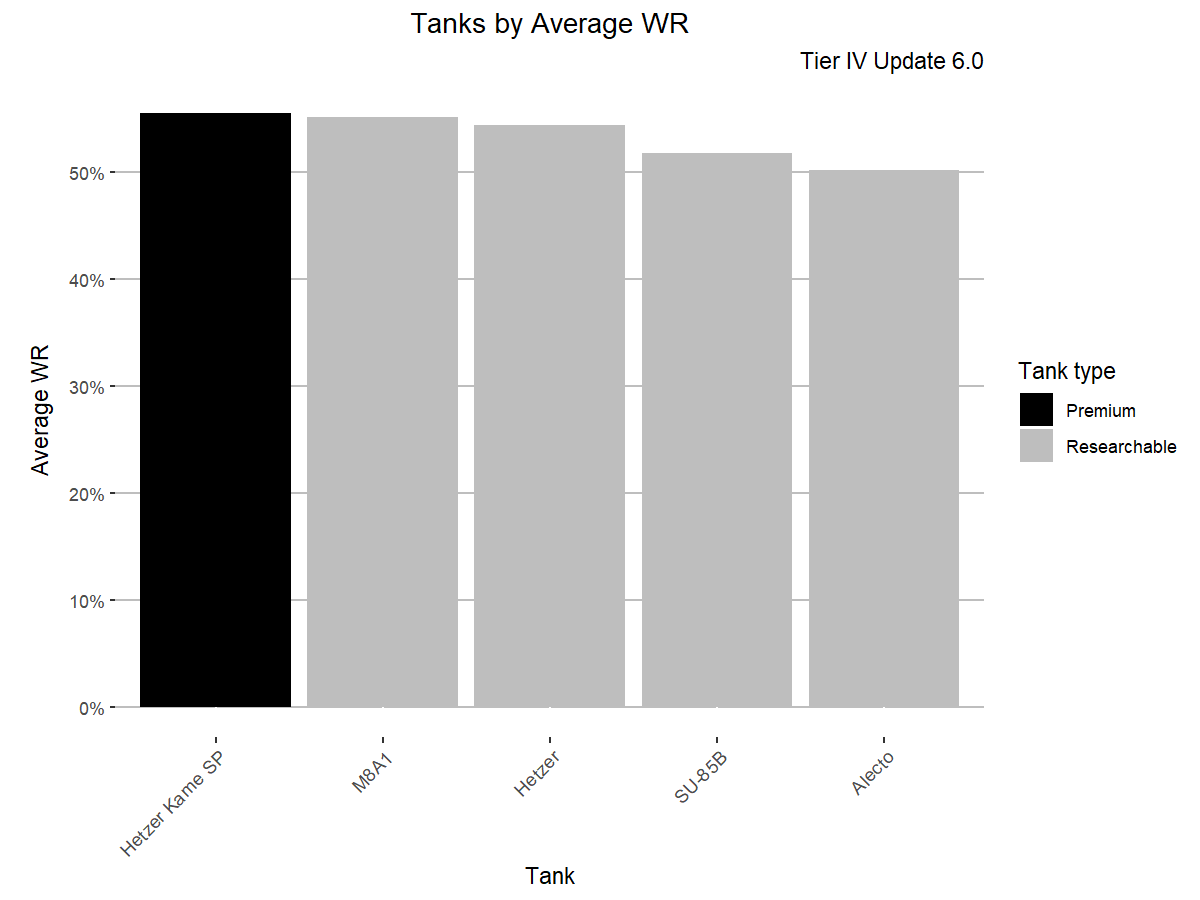 Tanks by Average WR
Tier IV Update 6.0
Average WR
50%
40%
30%
20%
10%
0%
Hetzer Kame SP
M8A1
Hetzer
SU-85B
Alecto
Tank
Tank type
Premium
Researchable